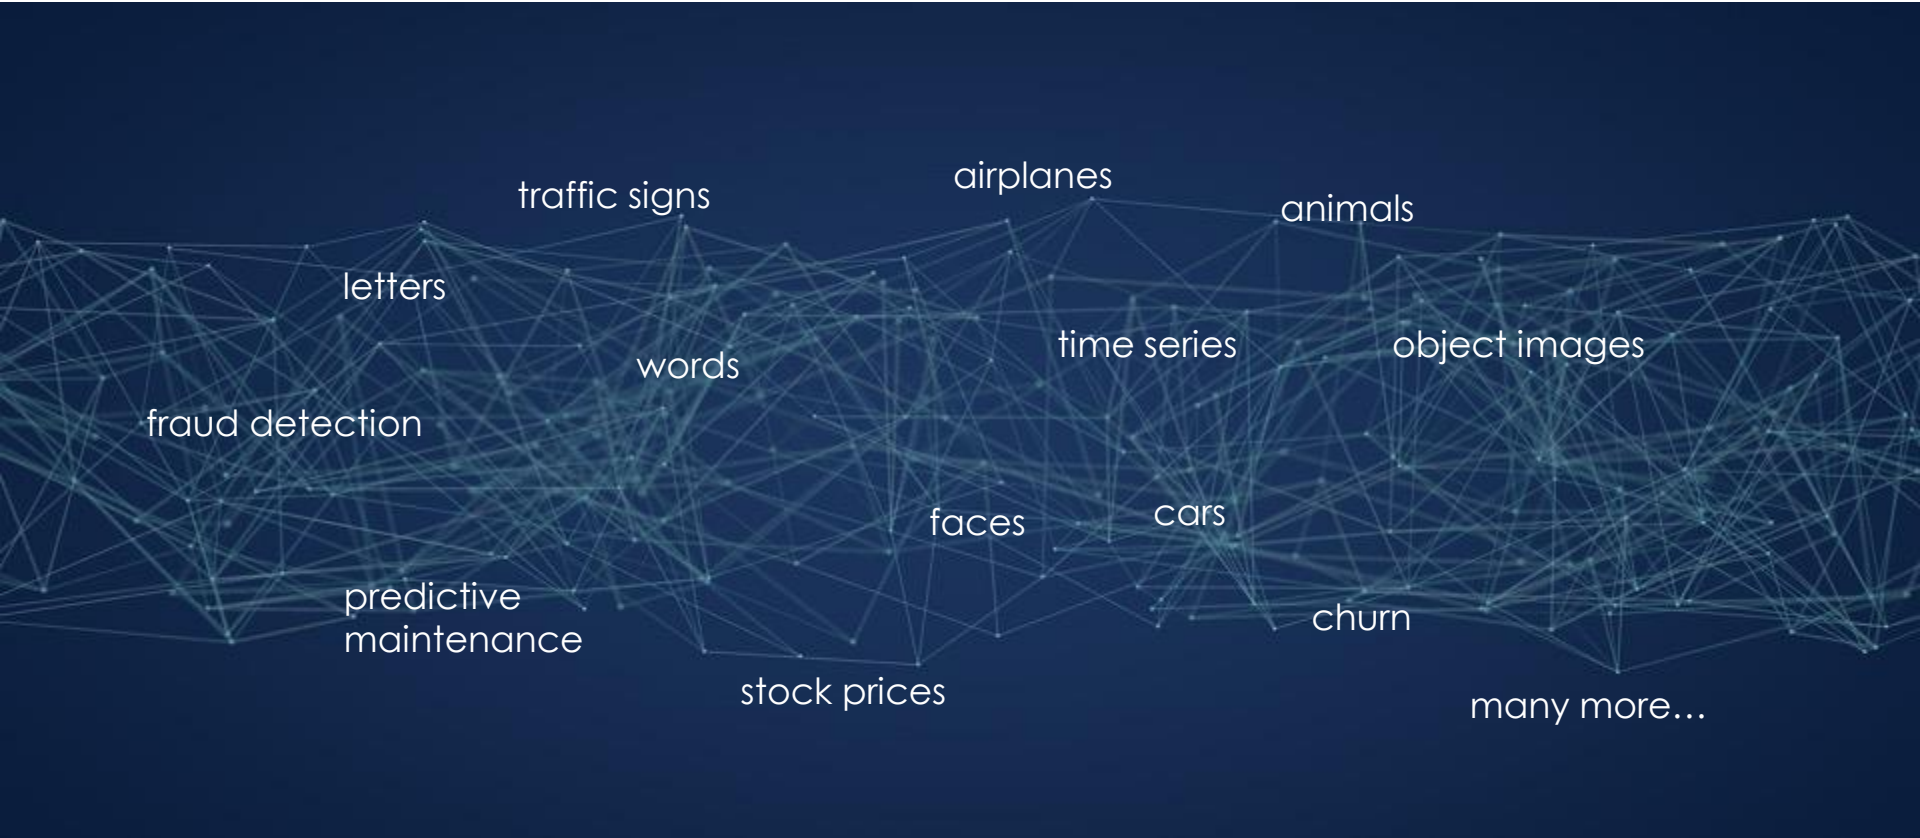 airplanes
traffic signs
animals
letters
time series
object images
words
fraud detection
cars
faces
predictive
maintenance
churn
stock prices
many more…